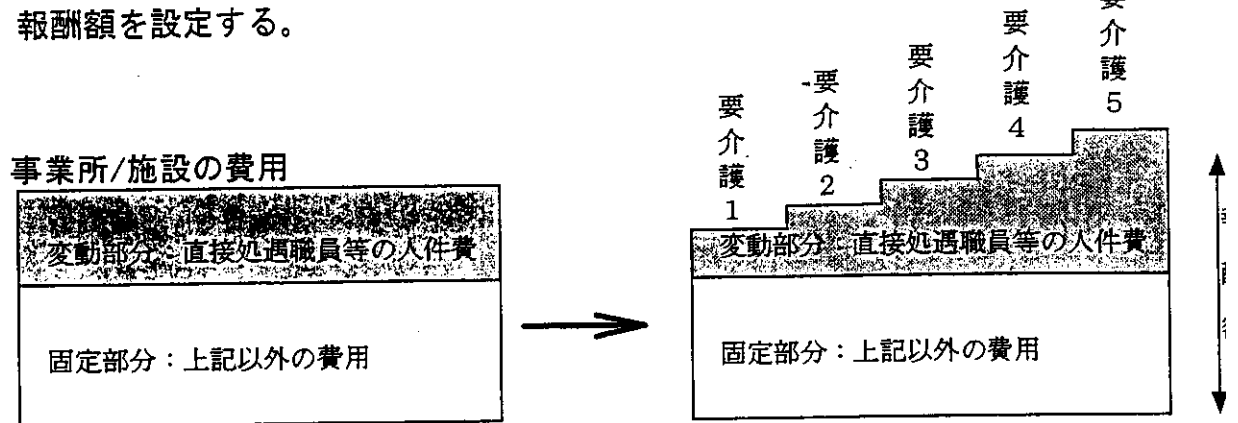 報酬額を設定する。
事業所/施設の費用
変動部分：直接処遇職員等の人件費
固定部分：上記以外の費用
要介護1
要介護2
要介護3
要介護4
要介護5
変動部分：直接処遇職員等の人件費
固定部分：上記以外の費用